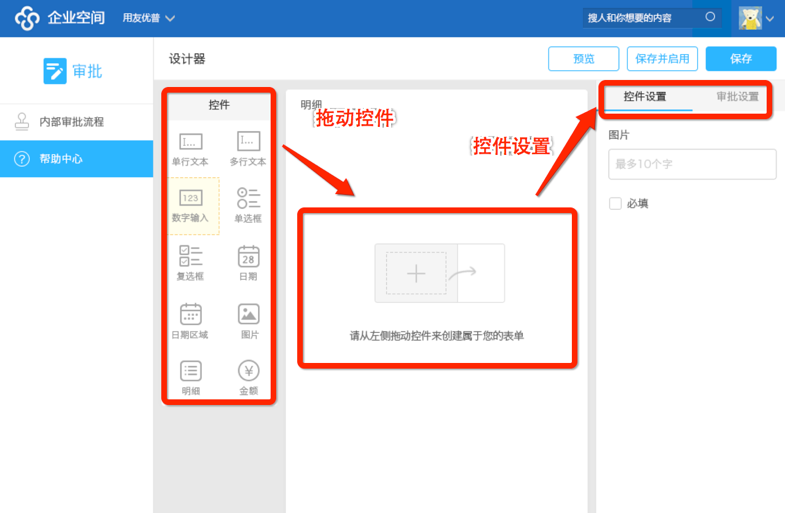 企业空间
用友优普
搜人和你想要的内容
审批
设计器
预览
保存并启用
保存
内部审批流程
帮助中心
控件
I...
单行文本
I...
多行文本
123
数字输入
单选框
复选框
28
日期
日期区域
图片
明细
¥
金额
明细
拖动控件
控件设置
请从左侧拖动控件来创建属于您的表单
控件设置
审批设置
图片
最多10个字
必填